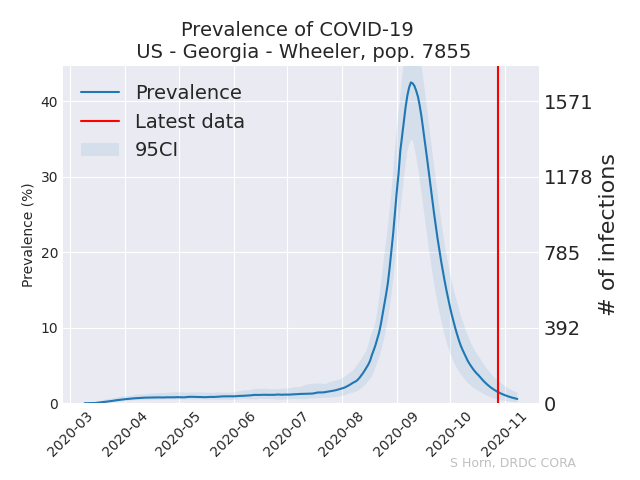 Prevalence of COVID-19
US - Georgia - Wheeler, pop. 7855
Prevalence
Latest data
95CI
Prevalence (%)
40
30
20
10
0
1571
1178
785
392
0
# of infections
2020-03
2020-04
2020-05
2020-06
2020-07
2020-08
2020-09
2020-10
2020-11
S Horn, DRDC CORA